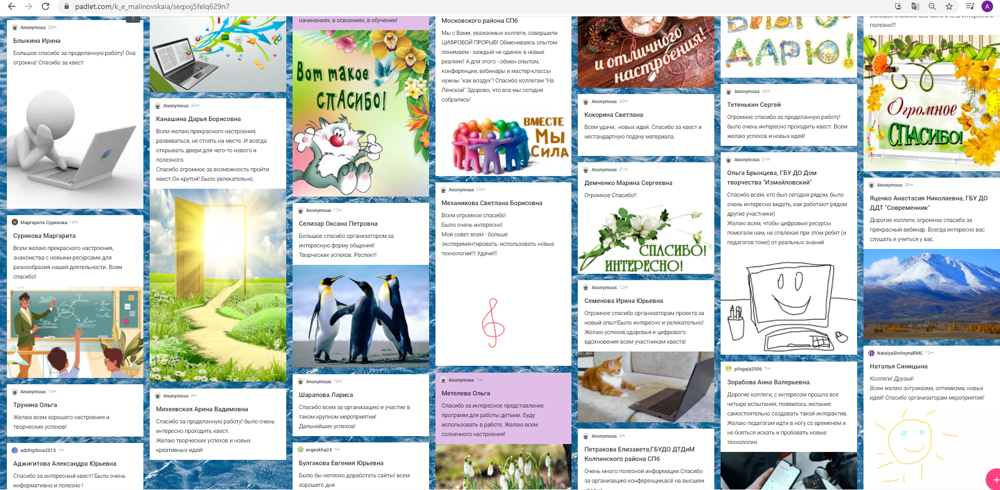 padlet.com/k_e_malinovskaia/seqxxj5felq629n7
A
Anonymous 38m
Блыкина Ирина
Большое спасибо за проделанную работу! Она
огромна! Спасибо за квест
М
Маргарита Сурикова 16m
Сурикова Маргарита
Всем желаю прекрасного настроения,
знакомства с новыми ресурсами для
разнообразия нашей деятельности. Всем
спасибо!
Anonymous 14m
Трунина Ольга
Желаю всем хорошего настроения и
творческих успехов!
adzhigitova2015 1m
Аджигитова Александра Юрьевна
Спасибо за интересный квест! Было очень
информативно и полезно !
Anonymous 33m
Канашина Дарья Борисовна
Всем желаю прекрасного настроения,
развиваться, не стоять на месте. И всегда
открывать двери для чего-то нового и
полезного.
Спасибо огромное за возможность пройти
квест.Он крутой! Было увлекательно.
Anonymous 9m
Михеевская Арина Вадимовна
Спасибо за проделанную работу! было очень
интересно проходить квест.
Желаю творческих успехов и новых
креативных идей!
начинаниях, в освоениях, в обучении!
Вот такое
СПАСИБО!
Anonymous 10m
Селизар Оксана Петровна
Большое спасибо организатором за
интересную форму общения!
Творческих успехов. Респект!
Anonymous 18m
Шарапова Лариса
Спасибо всем за организацию и участие в
таком крупном мероприятии!
Дальнейших успехов!
evgeskha24 1m
Булгакова Евгения Юрьевна
Было бы неплохо доработать сайты! всем
хорошего дня
Московского района СПб
Мы с Вами, уважаемые коллеги, совершили
ЦИФРОВОЙ ПРОРЫВ! Обмениваясь опытом
понимаем - каждый не одинок в новых
реалиях! А для этого - обмен опытом,
конференции, вебинары и мастер-классы
нужны "как воздух"! Спасибо коллегам "На
Ленской" Здорово, что все мы сегодня
собрались!
ВМЕСТЕ
МЫ
СИЛА
Anonymous 20m
Механикова Светлана Борисовна
Всем огромное спасибо!
Было очень интересно!
Мой совет всем - больше
экспериментировать, использовать новые
технологии!!! Удачи!!!
Anonymous 1m
Метелева Ольга
Спасибо за интересное представление
программ для работы детьми. Буду
использовать в работе. Желаю всем
солнечного настроения!
и отличного
настроения!
Anonymous 36m
Кокорина Светлана
Всем удачи,  новых идей. Спасибо за квест и
нестандартную подачу материала.
Anonymous 31m
Демченко Марина Сергеевна
Огромное Спасибо!!
СПАСИБО!
ИНТЕРЕСНО!
Anonymous 12m
Семенова Ирина Юрьевна
Огромное спасибо организаторам проекта за
новый опыт!Было интересно и увлекательно!
Желаю успехов,здоровья и цифрового
вдохновения всем участникам квеста!
Anonymous 2m
Петракова Елизавета,ГБУДО ДТДиМ
Колпинского района СПб
Очень много полезной информации.Спасибо
за организацию конференции,всё на высшем
ДАРЮ!
Anonymous 26m
Тетенькин Сергей
Огромное спасибо за проделанную работу!
было очень интересно проходить квест. Всем
желаю успехов и новых идей!
Anonymous 31m
Ольга Брынцева, ГБУ ДО Дом
творчества "Измайловский"
Спасибо всем, кто был сегодня рядом, было
очень интересно видеть, как работают рядом
другие участники)
Желаю всем, чтобы цифровые ресурсы
помогали нам, не отвлекая при этом ребят (и
педагогов тоже) от реальных знаний
pilogeja2006 7m
Зорабова Анна Валерьевна.
Дорогие коллеги, с интересом прошла все
четыре испытания, появилось желание
самостоятельно создавать такой интерактив.
Желаю педагогам идти в ногу со временем и
не бояться искать и пробовать новые
технологии.
полезно!!!
Огромное
СПАСИБО!
Anonymous 26m
Яценко Анастасия Николаевна, ГБУ ДО
ДДТ "Современник"
Дорогие коллеги, огромное спасибо за
прекрасный вебинар. Всегда интересно вас
слушать и учиться у вас.
NatalyaSinitsynaRMC 12m
Наталья Синицына
Коллеги! Друзья!
Всем желаю энтузиазма, оптимизма, новых
идей! Спасибо организаторам мероприятия!